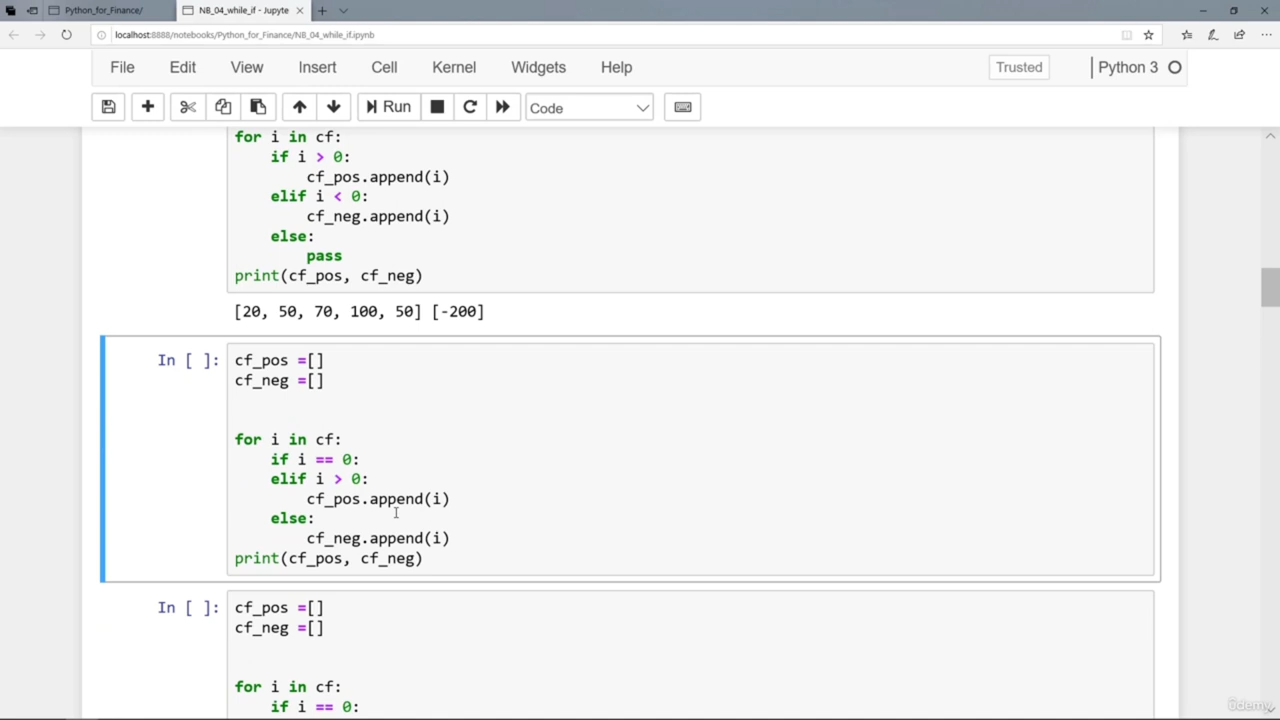 Python_for_Finance/
NB_04_while_if - Jupyte
localhost:8888/notebooks/Python_for_Finance/NB_04_while_if.ipynb
File Edit View Insert Cell Kernel Widgets Help
Trusted
Python 3
Run
Code
for i in cf:
    if i > 0:
        cf_pos.append(i)
    elif i < 0:
        cf_neg.append(i)
    else:
        pass
print(cf_pos, cf_neg)
[20, 50, 70, 100, 50] [-200]
In [ ]:
cf_pos =[]
cf_neg =[]
for i in cf:
    if i == 0:
    elif i > 0:
        cf_pos.append(i)
    else:
        cf_neg.append(i)
print(cf_pos, cf_neg)
In [ ]:
cf_pos =[]
cf_neg =[]
for i in cf:
    if i == 0:
ûdemy